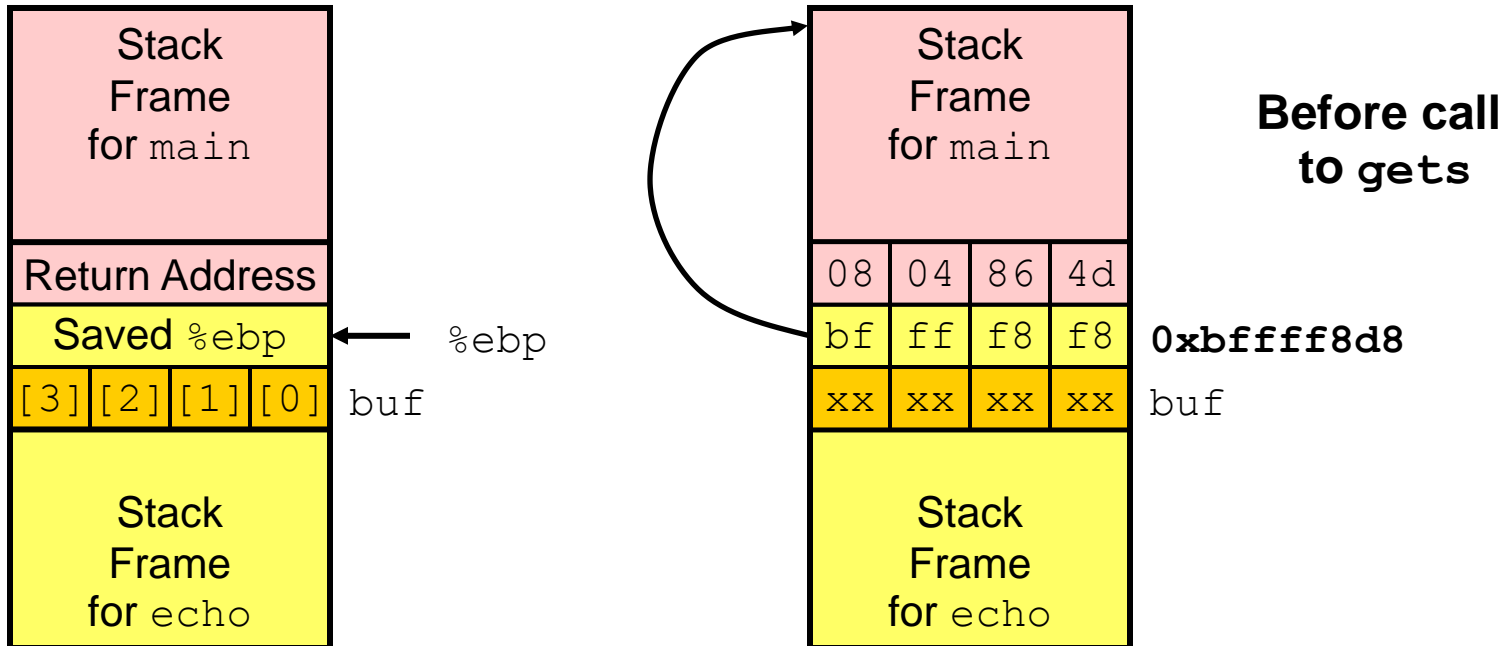 Stack
Frame
for main
Return Address
Saved %ebp
%ebp
[3] [2] [1] [0]
buf
Stack
Frame
for echo
Stack
Frame
for main
08 04 86 4d
bf ff f8 f8
0xbffff8d8
xx xx xx xx
buf
Stack
Frame
for echo
Before call
to gets